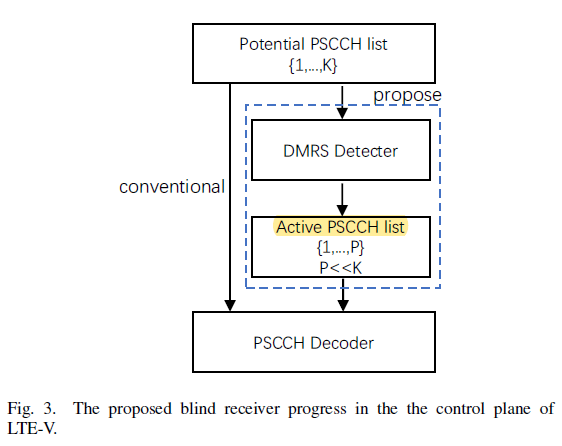 Potential PSCCH list
{1,...,K}
propose
DMRS Detecter
conventional
Active PSCCH list
{1,...,P}
P<<K
PSCCH Decoder
Fig. 3. The proposed blind receiver progress in the the control plane of
LTE-V.